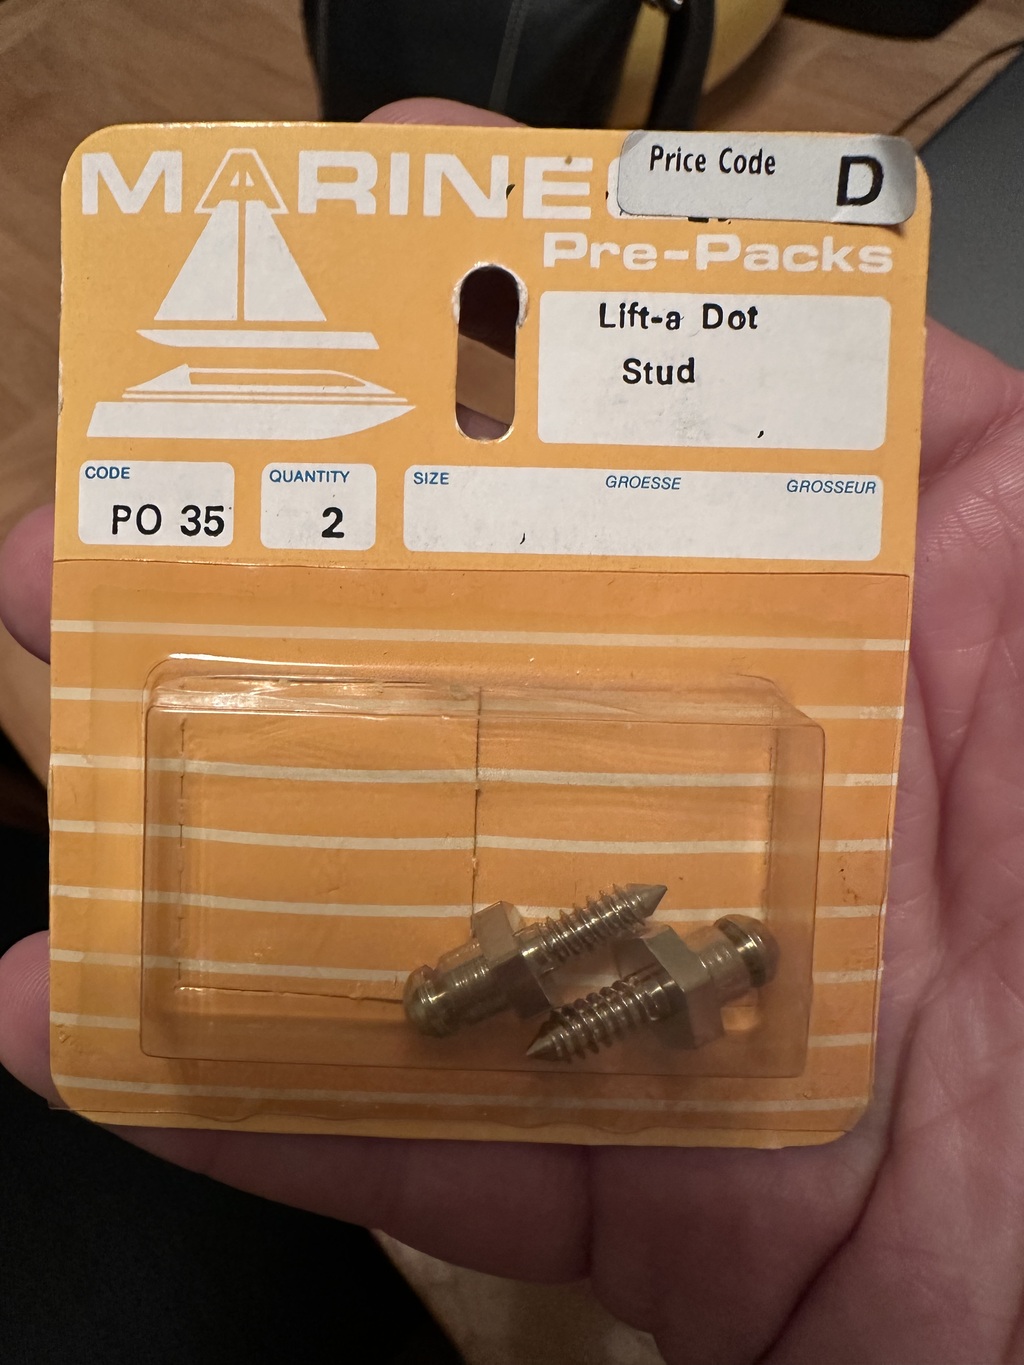 MARINE
Price Code D
Pre-Packs
Lift-a Dot
Stud
CODE
PO 35
QUANTITY
2
SIZE GROESSE GROSSEUR